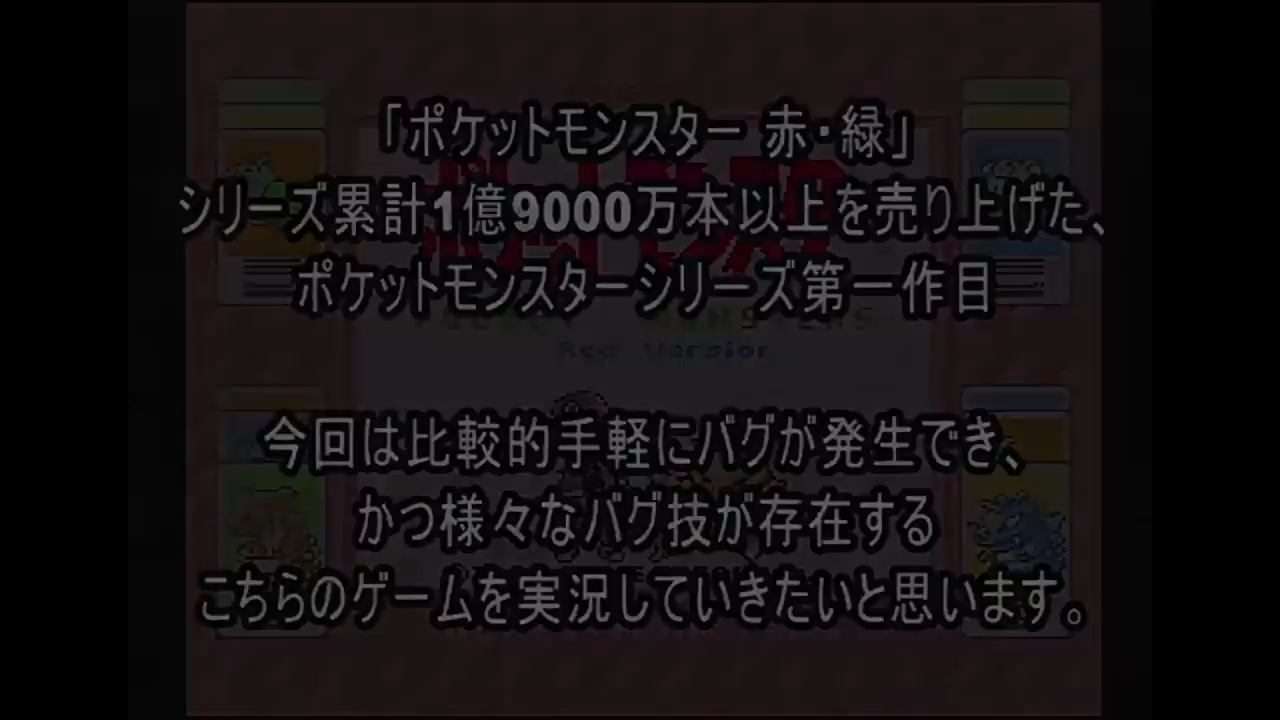 「ポケットモンスター 赤・緑」
シリーズ累計1億9000万本以上を売り上げた、
ポケットモンスターシリーズ第一作目
Red Version
今回は比較的手軽にバグが発生でき、
かつ様々なバグ技が存在する
こちらのゲームを実況していきたいと思います。